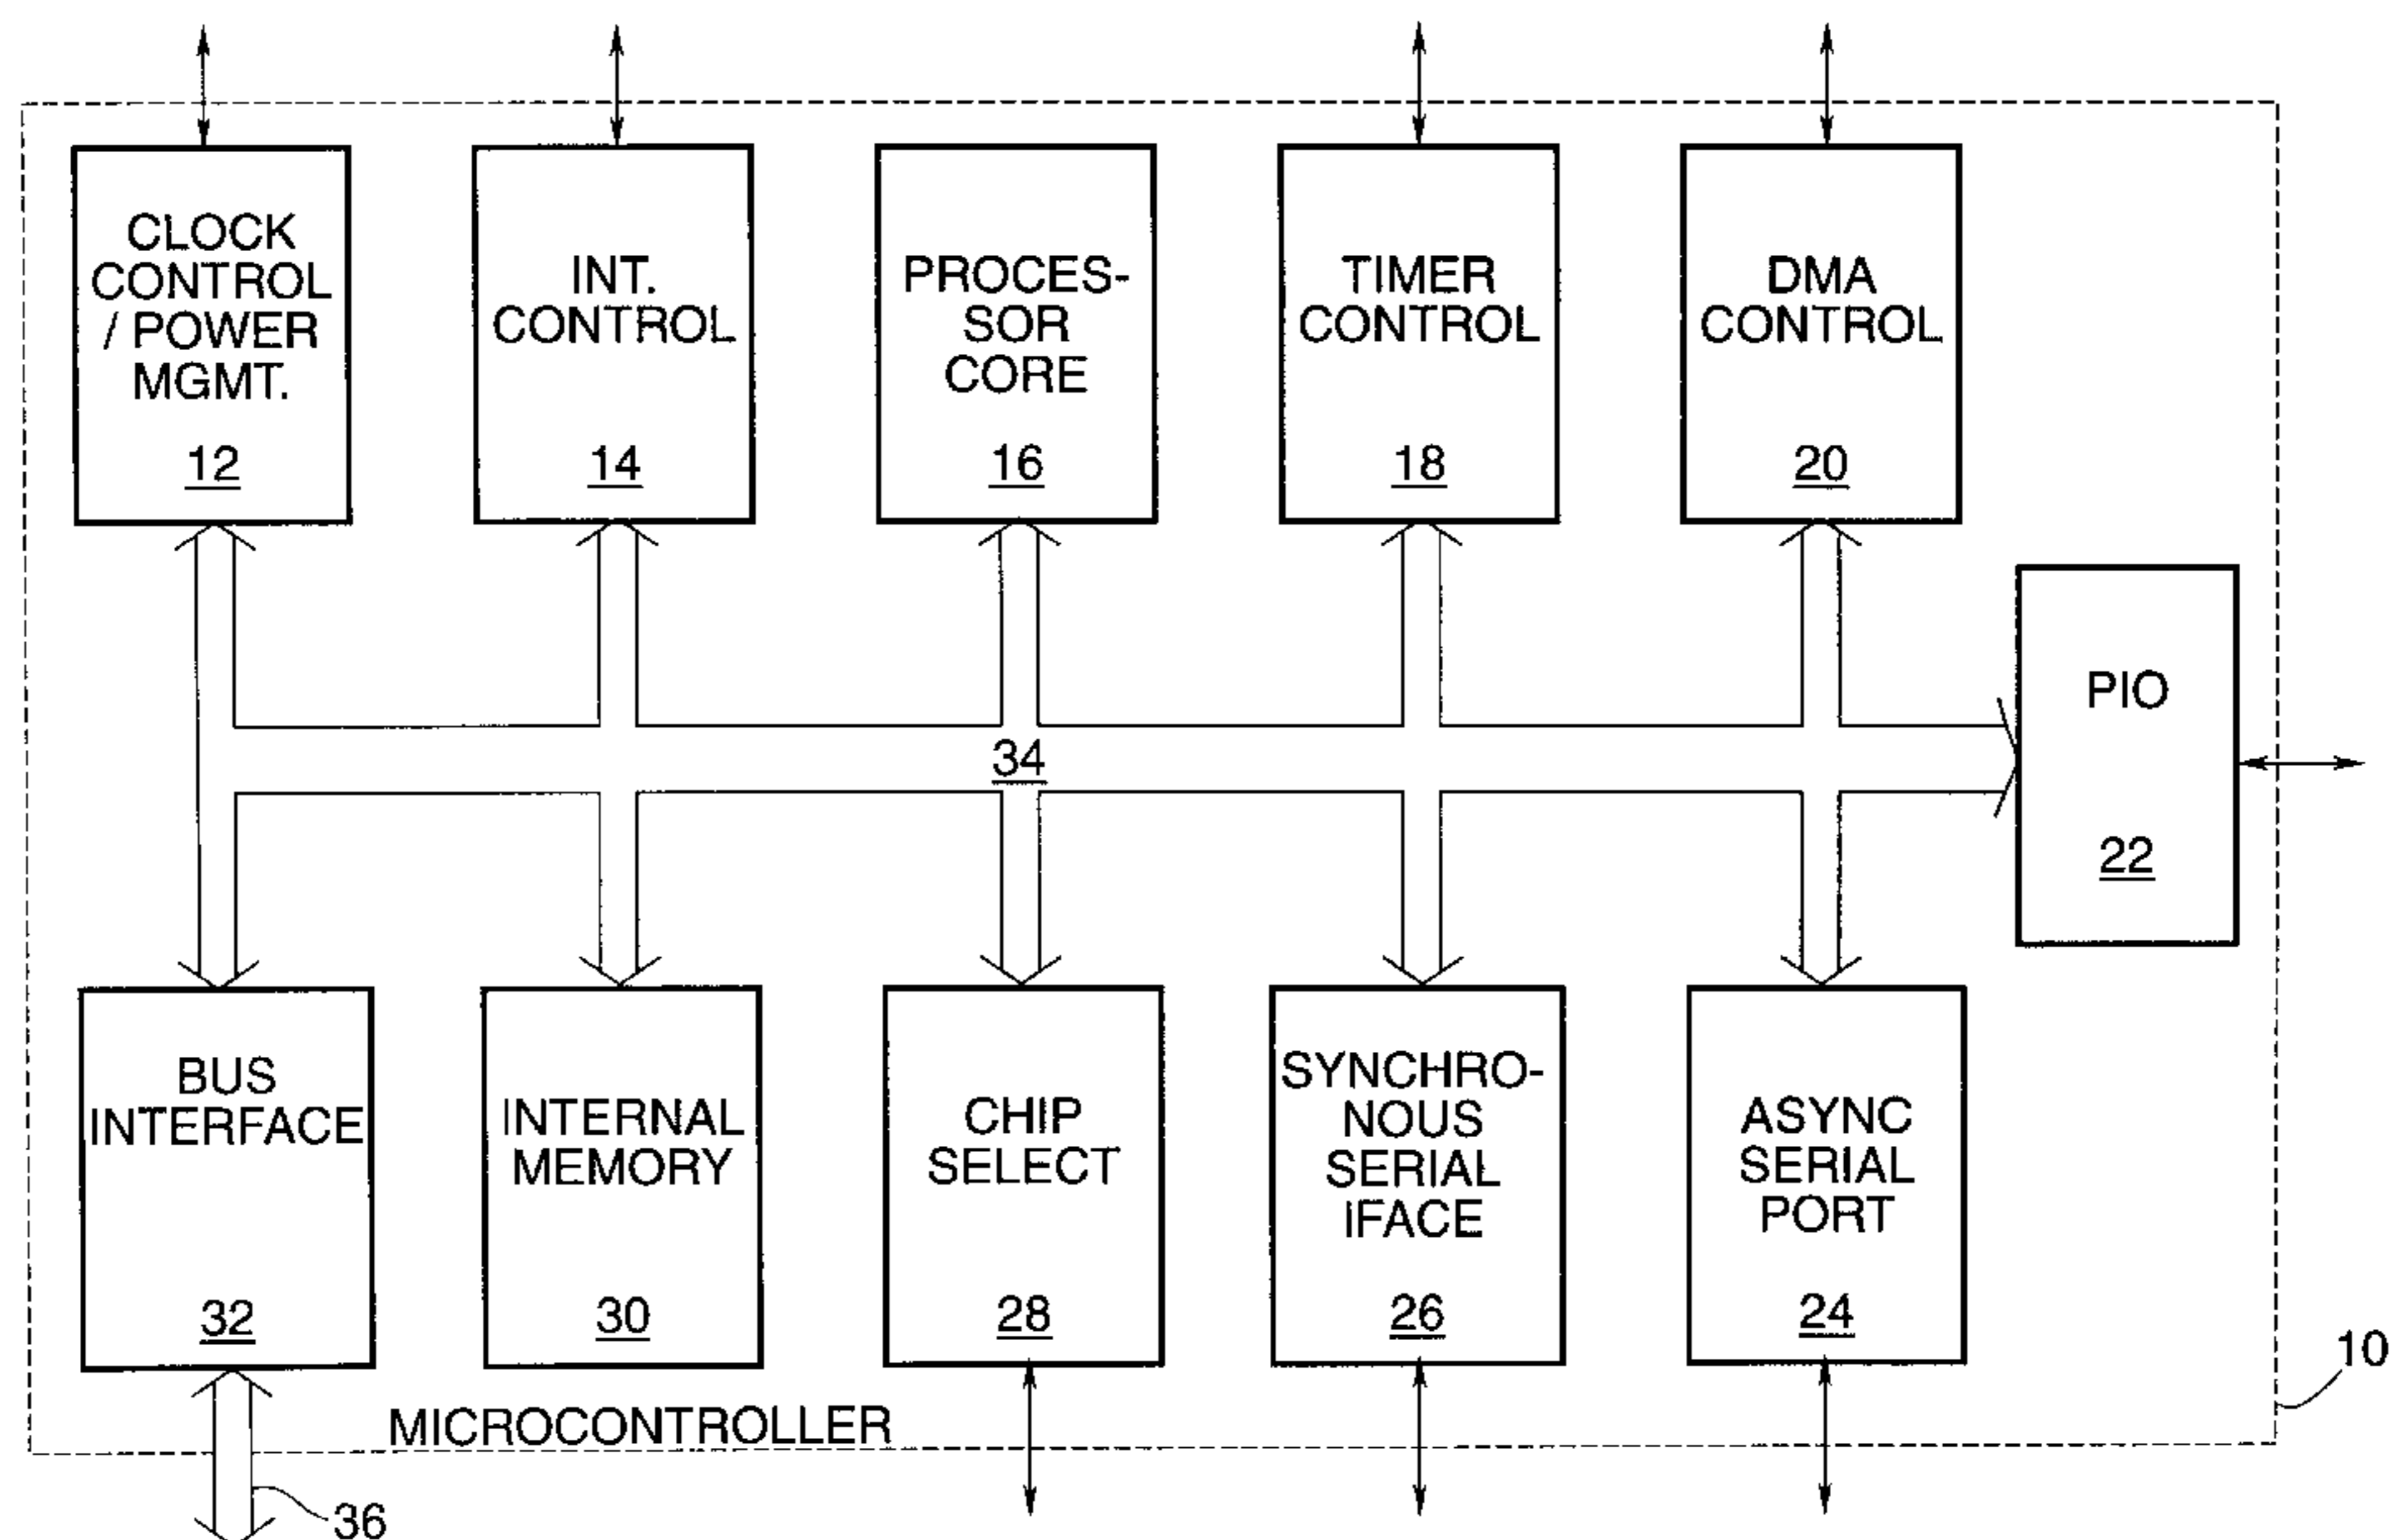 CLOCK
CONTROL
/ POWER
MGMT.
12
INT.
CONTROL
14
PROCES-
SOR
CORE
16
TIMER
CONTROL
18
DMA
CONTROL
20
PIO
22
34
BUS
INTERFACE
32
INTERNAL
MEMORY
30
CHIP
SELECT
28
SYNCHRO-
NOUS
SERIAL
IFACE
26
ASYNC
SERIAL
PORT
24
10
MICROCONTROLLER
36